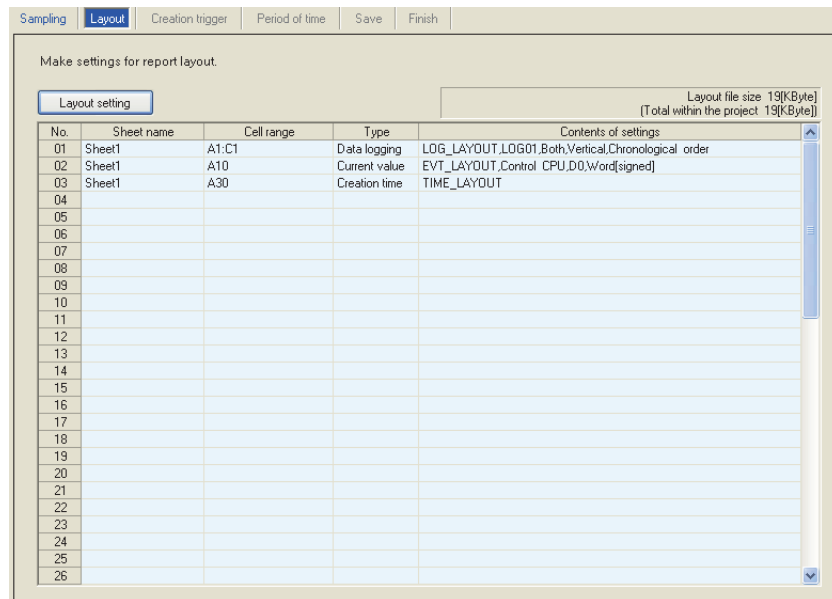 Sampling Layout Creation trigger Period of time Save Finish
Make settings for report layout.
Layout setting
Layout file size 19[KByte]
(Total within the project 19[KByte])
No. Sheet name Cell range Type Contents of settings
01 Sheet1 A1:C1 Data logging LOG_LAYOUT,LOG01,Both,Vertical,Chronological order
02 Sheet1 A10 Current value EVT_LAYOUT,Control CPU,D0,Word[signed]
03 Sheet1 A30 Creation time TIME_LAYOUT
04
05
06
07
08
09
10
11
12
13
14
15
16
17
18
19
20
21
22
23
24
25
26